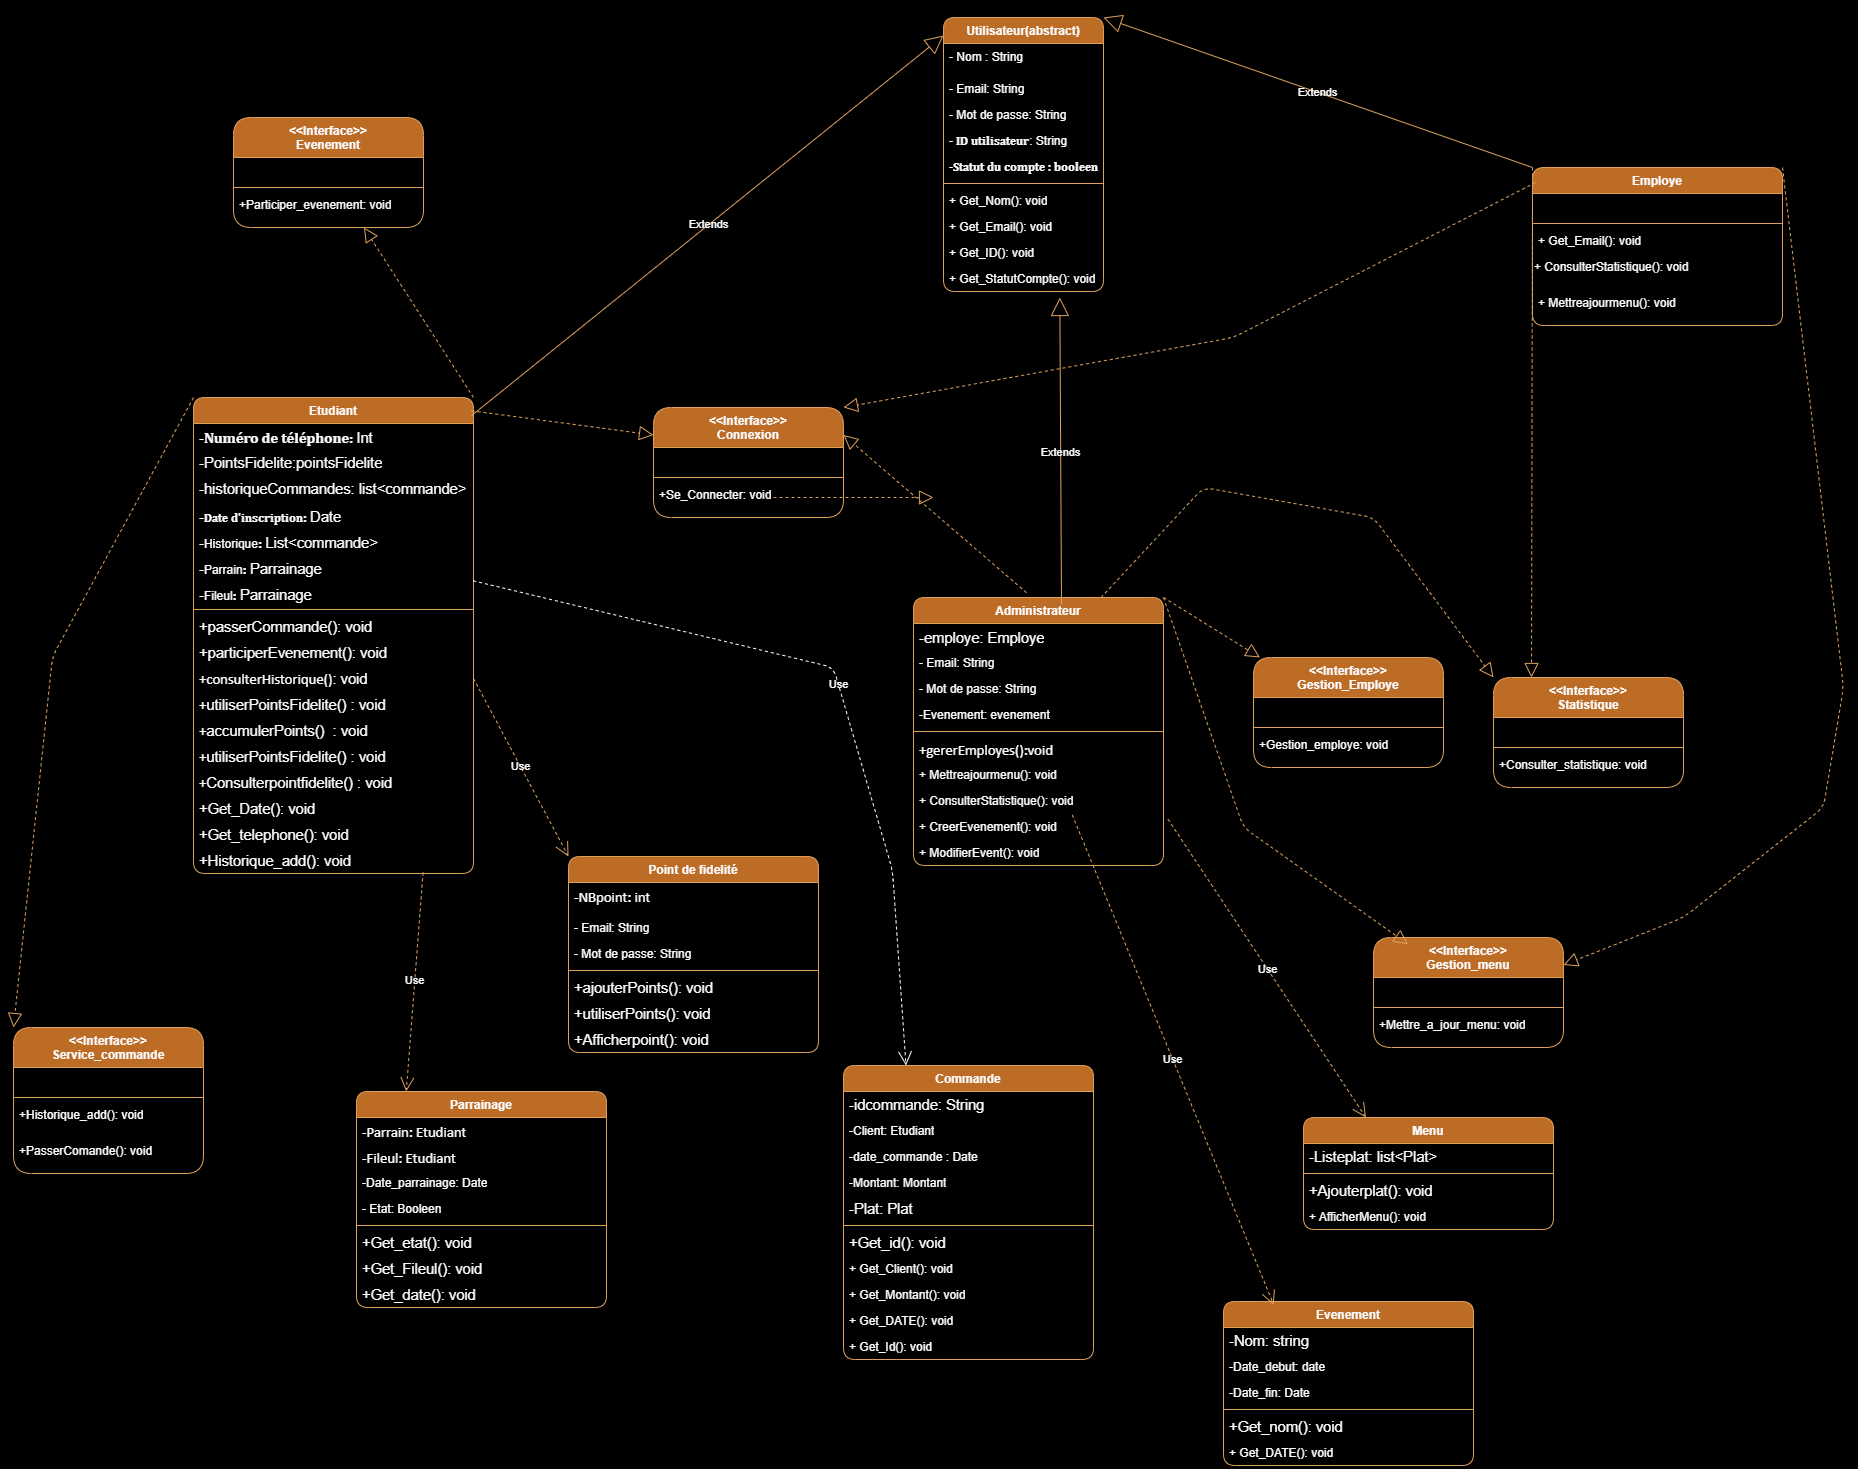 Utilisateur(abstract)
- Nom : String
- Email: String
- Mot de passe: String
- ID utilisateur: String
-Statut du compte : booleen
+ Get_Nom(): void
+ Get_Email(): void
+ Get_ID(): void
+ Get_StatutCompte(): void
Extends
Extends
Extends
<<Interface>>
Evenement
+Participer_evenement: void
Employe
+ Get_Email(): void
+ ConsulterStatistique(): void
+ Mettreajourmenu(): void
Etudiant
-Numéro de téléphone: Int
-PointsFidelite:pointsFidelite
-historiqueCommandes: list<commande>
-Date d'inscription: Date
-Historique: List<commande>
-Parrain: Parrainage
-Fileul: Parrainage
+passerCommande(): void
+participerEvenement(): void
+consulterHistorique(): void
+utiliserPointsFidelite() : void
+accumulerPoints()  : void
+utiliserPointsFidelite() : void
+Consulterpointfidelite() : void
+Get_Date(): void
+Get_telephone(): void
+Historique_add(): void
<<Interface>>
Connexion
+Se_Connecter: void
Administrateur
-employe: Employe
- Email: String
- Mot de passe: String
-Evenement: evenement
+gererEmployes():void
+ Mettreajourmenu(): void
+ ConsulterStatistique(): void
+ CreerEvenement(): void
+ ModifierEvent(): void
<<Interface>>
Gestion_Employe
+Gestion_employe: void
<<Interface>>
Statistique
+Consulter_statistique: void
Use
Use
Use
Use
Use
Point de fidelité
-NBpoint: int
- Email: String
- Mot de passe: String
+ajouterPoints(): void
+utiliserPoints(): void
+Afficherpoint(): void
<<Interface>>
Gestion_menu
+Mettre_a_jour_menu: void
<<Interface>>
Service_commande
+Historique_add(): void
+PasserComande(): void
Parrainage
-Parrain: Etudiant
-Fileul: Etudiant
-Date_parrainage: Date
- Etat: Booleen
+Get_etat(): void
+Get_Fileul(): void
+Get_date(): void
Commande
-idcommande: String
-Client: Etudiant
-date_commande : Date
-Montant: Montant
-Plat: Plat
+Get_id(): void
+ Get_Client(): void
+ Get_Montant(): void
+ Get_DATE(): void
+ Get_Id(): void
Menu
-Listeplat: list<Plat>
+Ajouterplat(): void
+ AfficherMenu(): void
Evenement
-Nom: string
-Date_debut: date
-Date_fin: Date
+Get_nom(): void
+ Get_DATE(): void